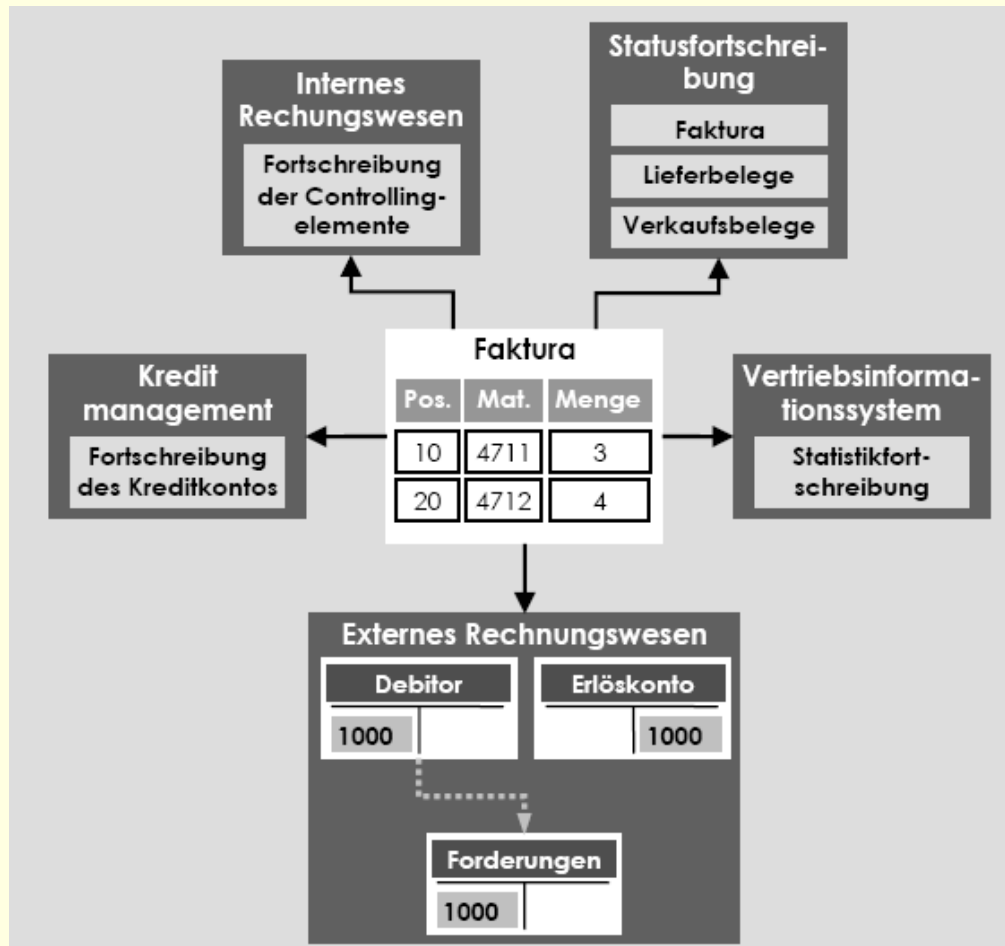 Internes
Rechungswesen
Fortschreibung
der Controlling-
elemente
Statusfortschrei-
bung
Faktura
Lieferbelege
Verkaufsbelege
Kredit
management
Fortschreibung
des Kreditkontos
Faktura
Pos. Mat. Menge
10 4711 3
20 4712 4
Vertriebsinforma-
tionssystem
Statistikfort-
schreibung
Externes Rechnungswesen
Debitor
1000
Erlöskonto
1000
Forderungen
1000